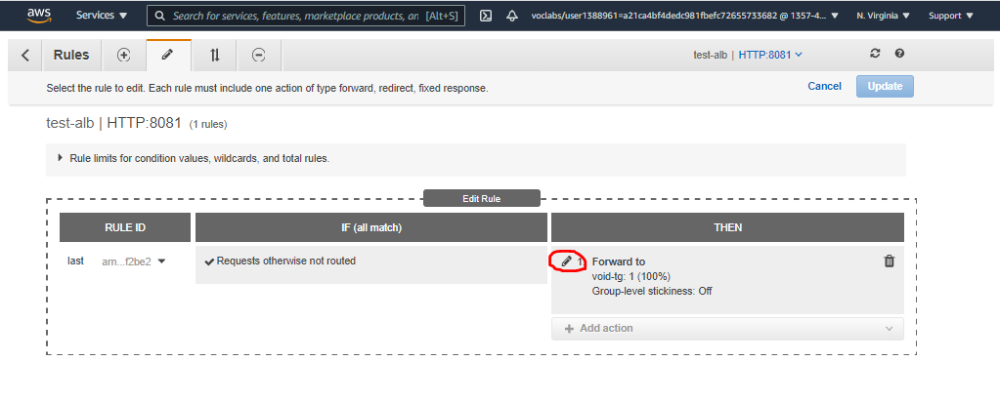 aws Services Search for services, features, marketplace products, an [Alt+S] voclabs/user1388961=a21ca4bf4dedc981fbefc72655733682 @ 1357-4... N. Virginia Support
Rules test-alb | HTTP:8081
Select the rule to edit. Each rule must include one action of type forward, redirect, fixed response. Cancel Update
test-alb | HTTP:8081 (1 rules)
Rule limits for condition values, wildcards, and total rules.
Edit Rule
RULE ID IF (all match) THEN
last arn...f2be2 Requests otherwise not routed 1. Forward to
void-tg: 1 (100%)
Group-level stickiness: Off
Add action